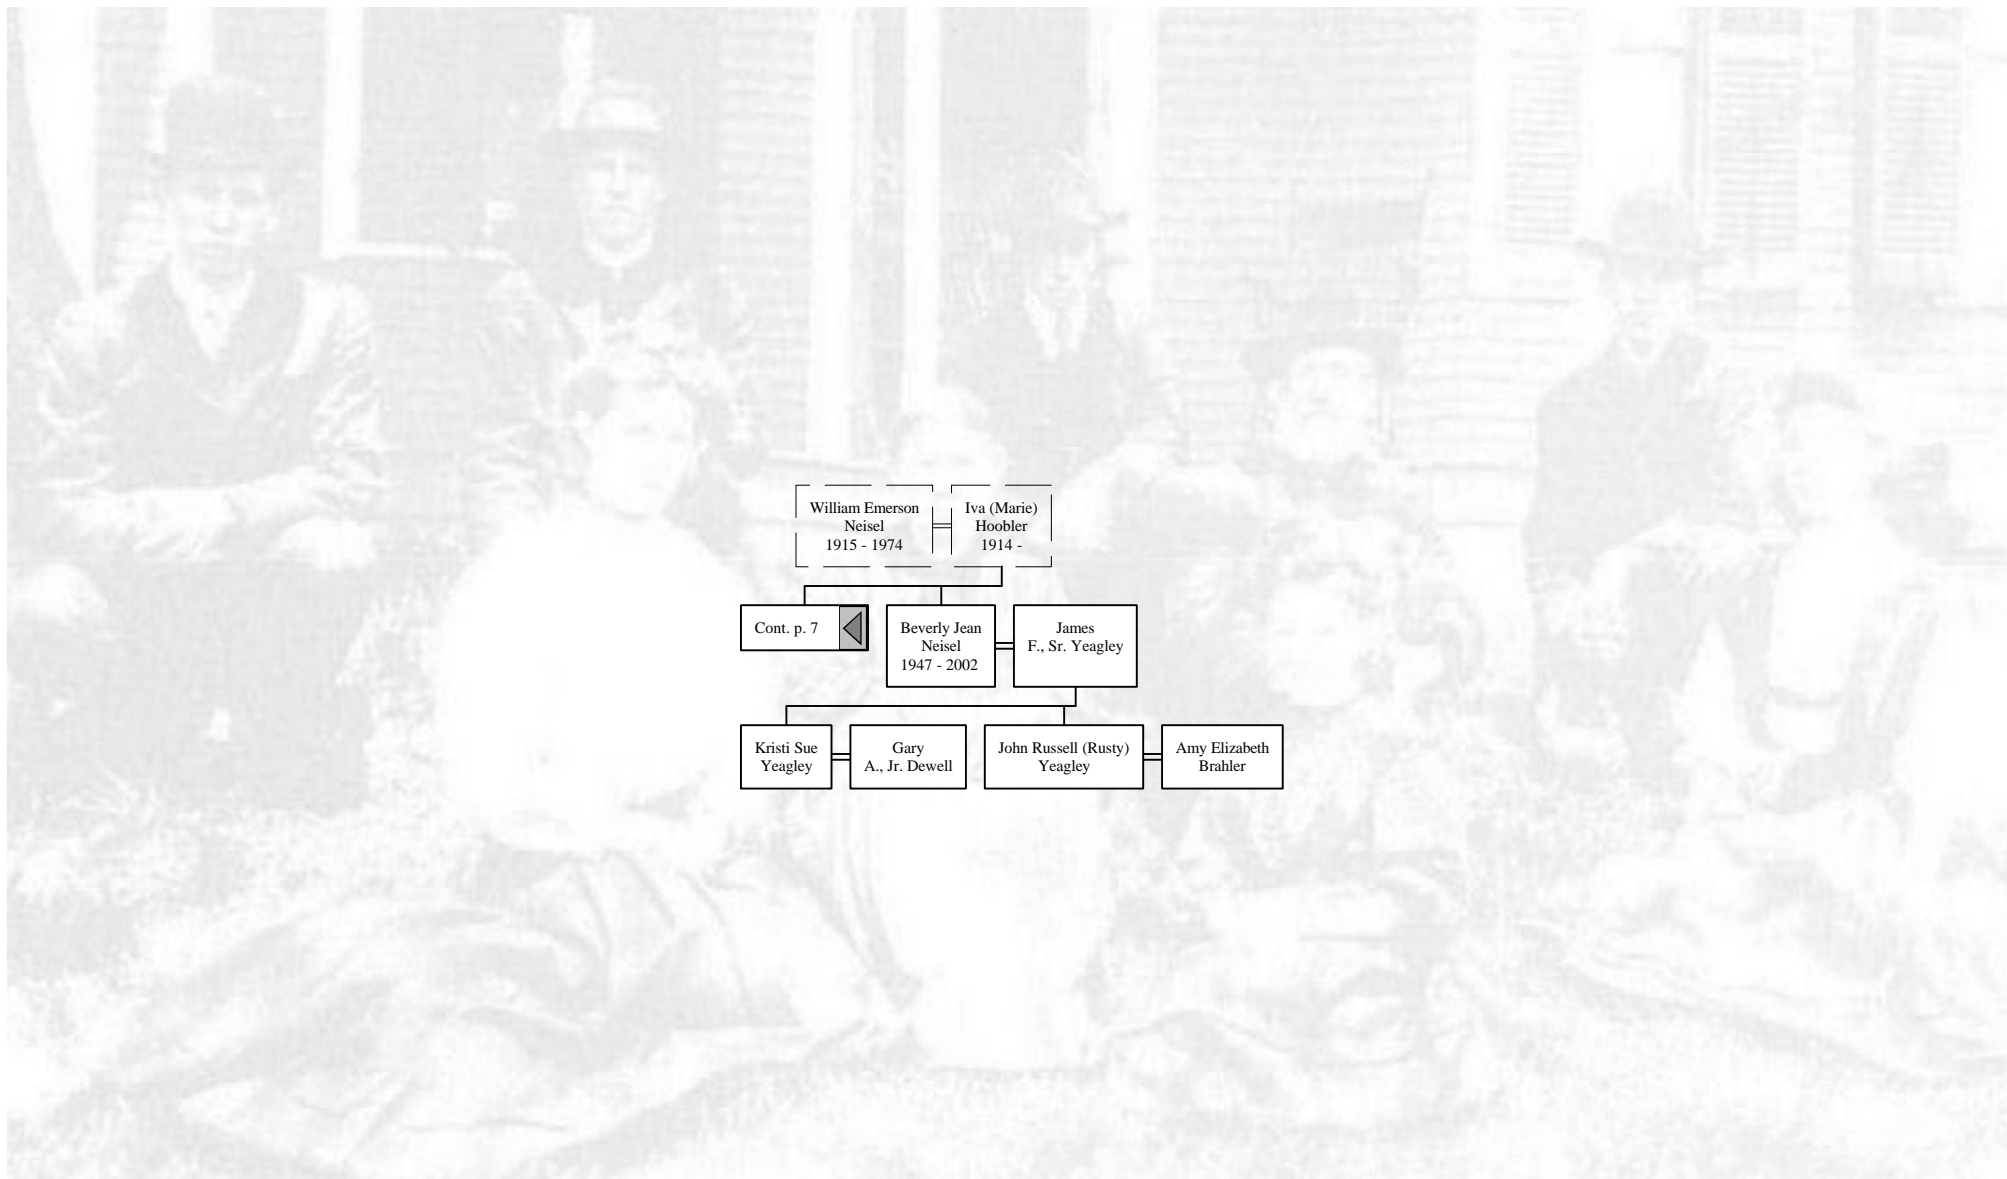 William Emerson
Neisel
1915 - 1974
Iva (Marie)
Hoobler
1914 -
Cont. p. 7
Beverly Jean
Neisel
1947 - 2002
James
F., Sr. Yeagley
Kristi Sue
Yeagley
Gary
A., Jr. Dewell
John Russell (Rusty)
Yeagley
Amy Elizabeth
Brahler